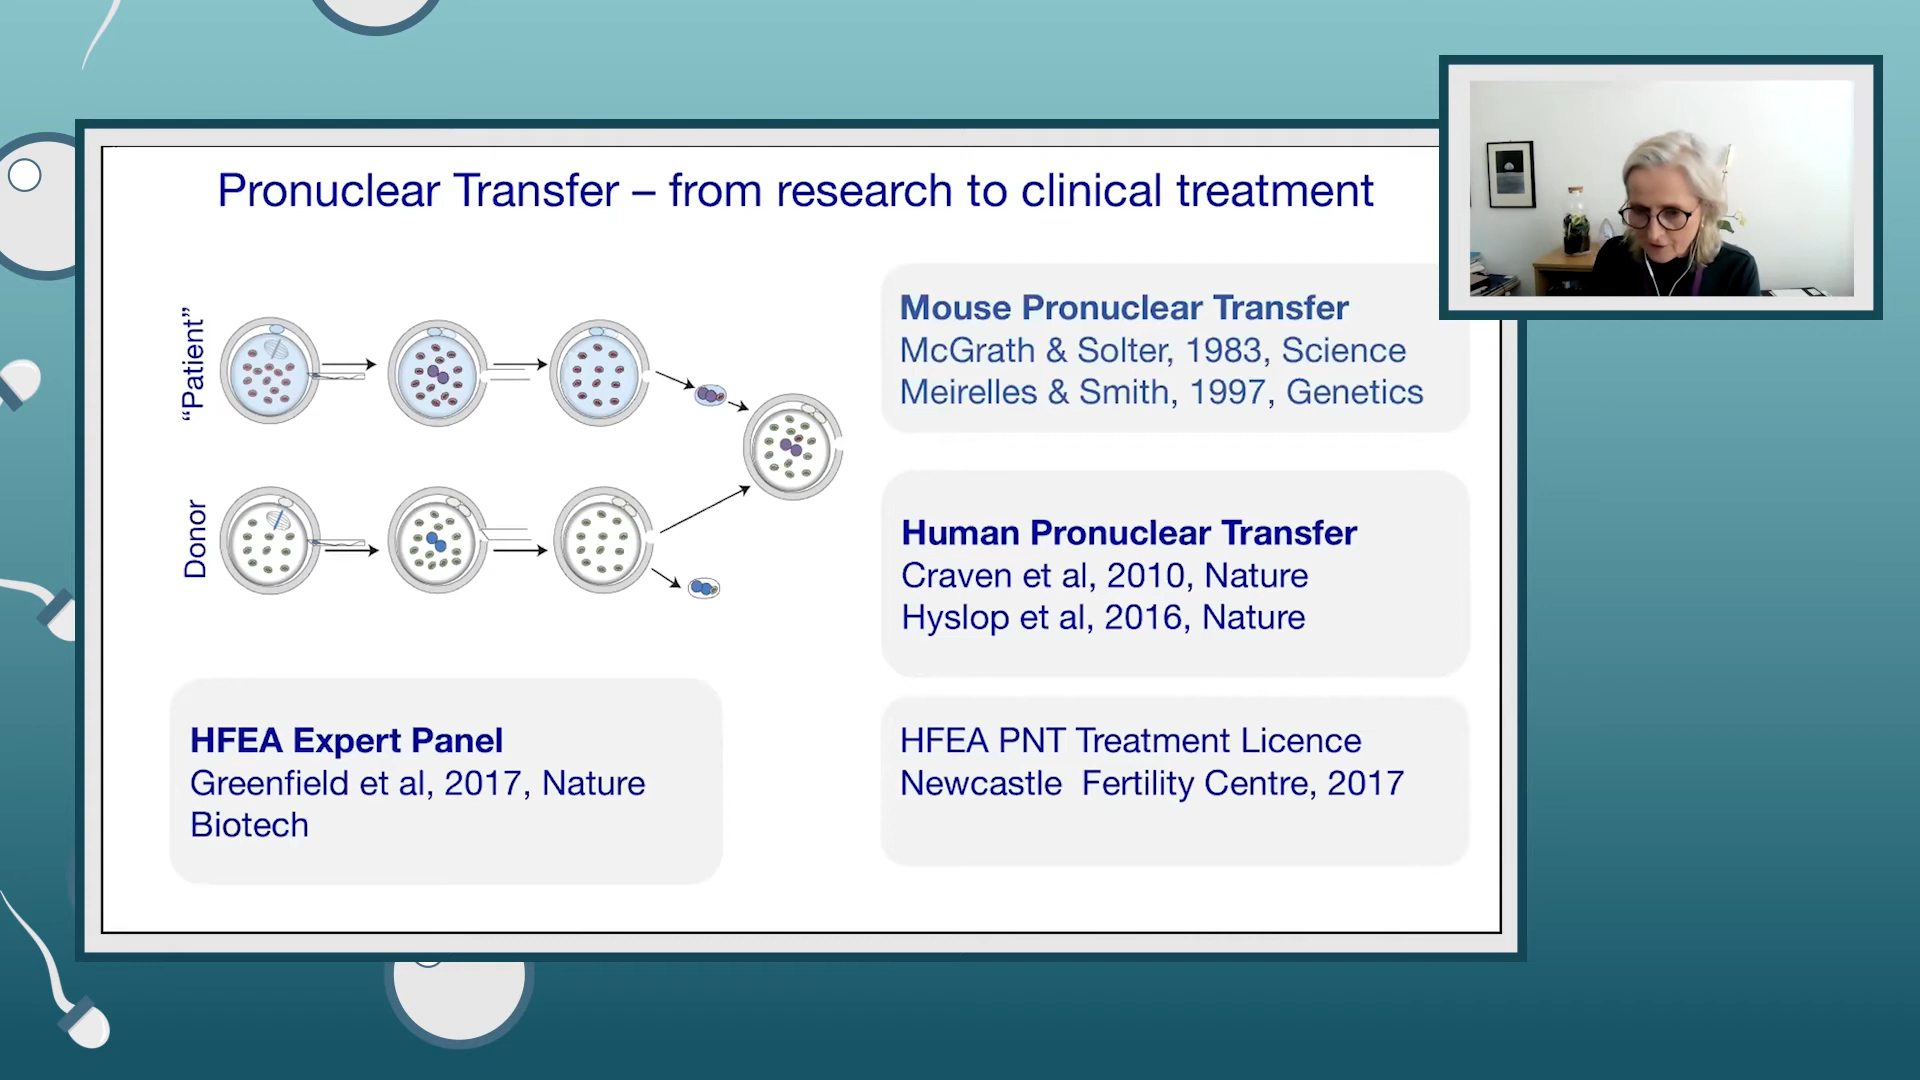 Pronuclear Transfer – from research to clinical treatment
“Patient”
Donor
Mouse Pronuclear Transfer
McGrath & Solter, 1983, Science
Meirelles & Smith, 1997, Genetics
Human Pronuclear Transfer
Craven et al, 2010, Nature
Hyslop et al, 2016, Nature
HFEA Expert Panel
Greenfield et al, 2017, Nature
Biotech
HFEA PNT Treatment Licence
Newcastle  Fertility Centre, 2017